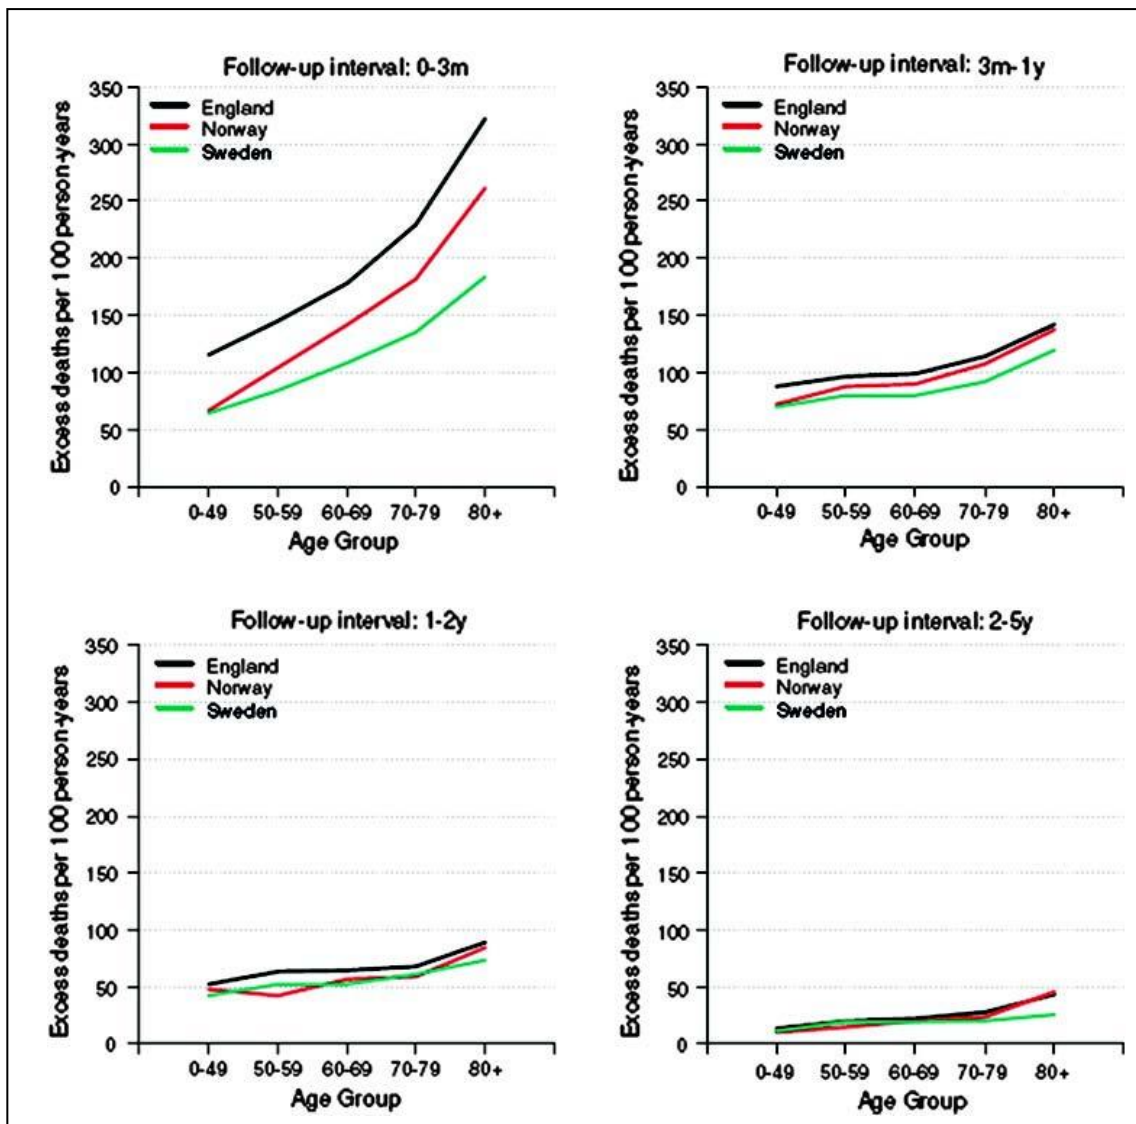 Follow-up interval: 0-3m
Excess deaths per 100 person-years
350
300
250
200
150
100
50
0
England
Norway
Sweden
0-49 50-59 60-69 70-79 80+
Age Group
Follow-up interval: 3m-1y
Excess deaths per 100 person-years
350
300
250
200
150
100
50
0
England
Norway
Sweden
0-49 50-59 60-69 70-79 80+
Age Group
Follow-up interval: 1-2y
Excess deaths per 100 person-years
350
300
250
200
150
100
50
0
England
Norway
Sweden
0-49 50-59 60-69 70-79 80+
Age Group
Follow-up interval: 2-5y
Excess deaths per 100 person-years
350
300
250
200
150
100
50
0
England
Norway
Sweden
0-49 50-59 60-69 70-79 80+
Age Group